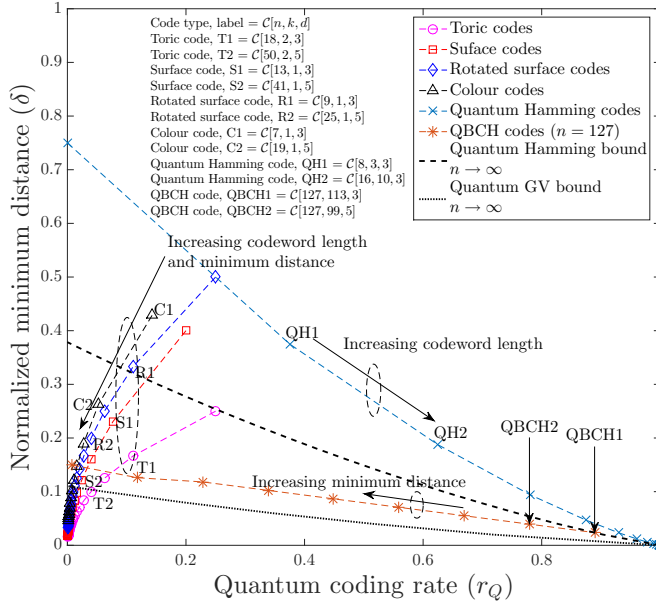 Code type, label = C[n, k, d]
Toric code, T1 = C[18, 2, 3]
Toric code, T2 = C[50, 2, 5]
Surface code, S1 = C[13, 1, 3]
Surface code, S2 = C[41, 1, 5]
Rotated surface code, R1 = C[9, 1, 3]
Rotated surface code, R2 = C[25, 1, 5]
Colour code, C1 = C[7, 1, 3]
Colour code, C2 = C[19, 1, 5]
Quantum Hamming code, QH1 = C[8, 3, 3]
Quantum Hamming code, QH2 = C[16, 10, 3]
QBCH code, QBCH1 = C[127, 113, 3]
QBCH code, QBCH2 = C[127, 99, 5]
Toric codes
Suface codes
Rotated surface codes
Colour codes
Quantum Hamming codes
QBCH codes (n = 127)
Quantum Hamming bound
n → ∞
Quantum GV bound
n → ∞
Increasing codeword length
and minimum distance
C1
QH1
Increasing codeword length
R1
C2
S1
QH2
QBCH2
QBCH1
R2
T1
Increasing minimum distance
S2
T2
1
0.9
0.8
0.7
0.6
0.5
0.4
0.3
0.2
0.1
0
0
0.2
0.4
0.6
0.8
Normalized minimum distance (δ)
Quantum coding rate (r_Q)